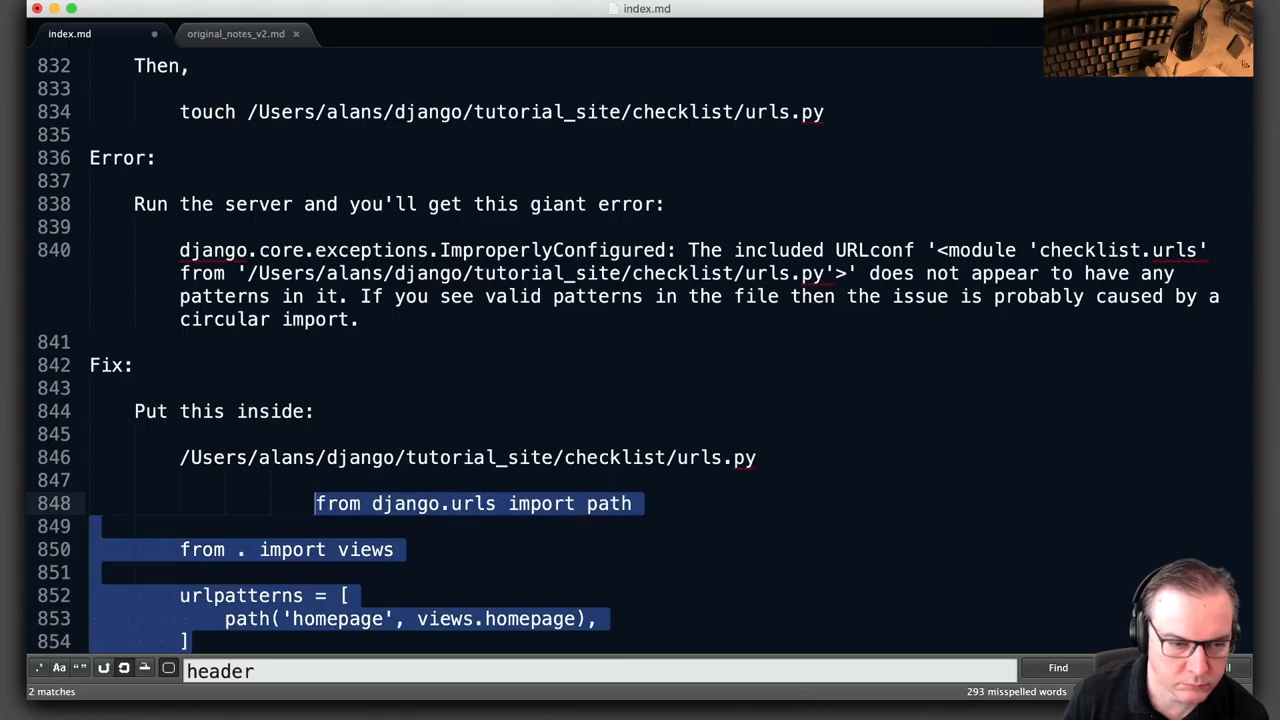 index.md
index.md
original_notes_v2.md
832 Then,
833
834 touch /Users/alans/django/tutorial_site/checklist/urls.py
835
836 Error:
837
838 Run the server and you'll get this giant error:
839
840 django.core.exceptions.ImproperlyConfigured: The included URLconf '<module 'checklist.urls'
from '/Users/alans/django/tutorial_site/checklist/urls.py'>' does not appear to have any
patterns in it. If you see valid patterns in the file then the issue is probably caused by a
circular import.
841
842 Fix:
843
844 Put this inside:
845
846 /Users/alans/django/tutorial_site/checklist/urls.py
847
848 from django.urls import path
849
850 from . import views
851
852 urlpatterns = [
853 path('homepage', views.homepage),
854 ]
.* Aa “” header Find
2 matches 293 misspelled words